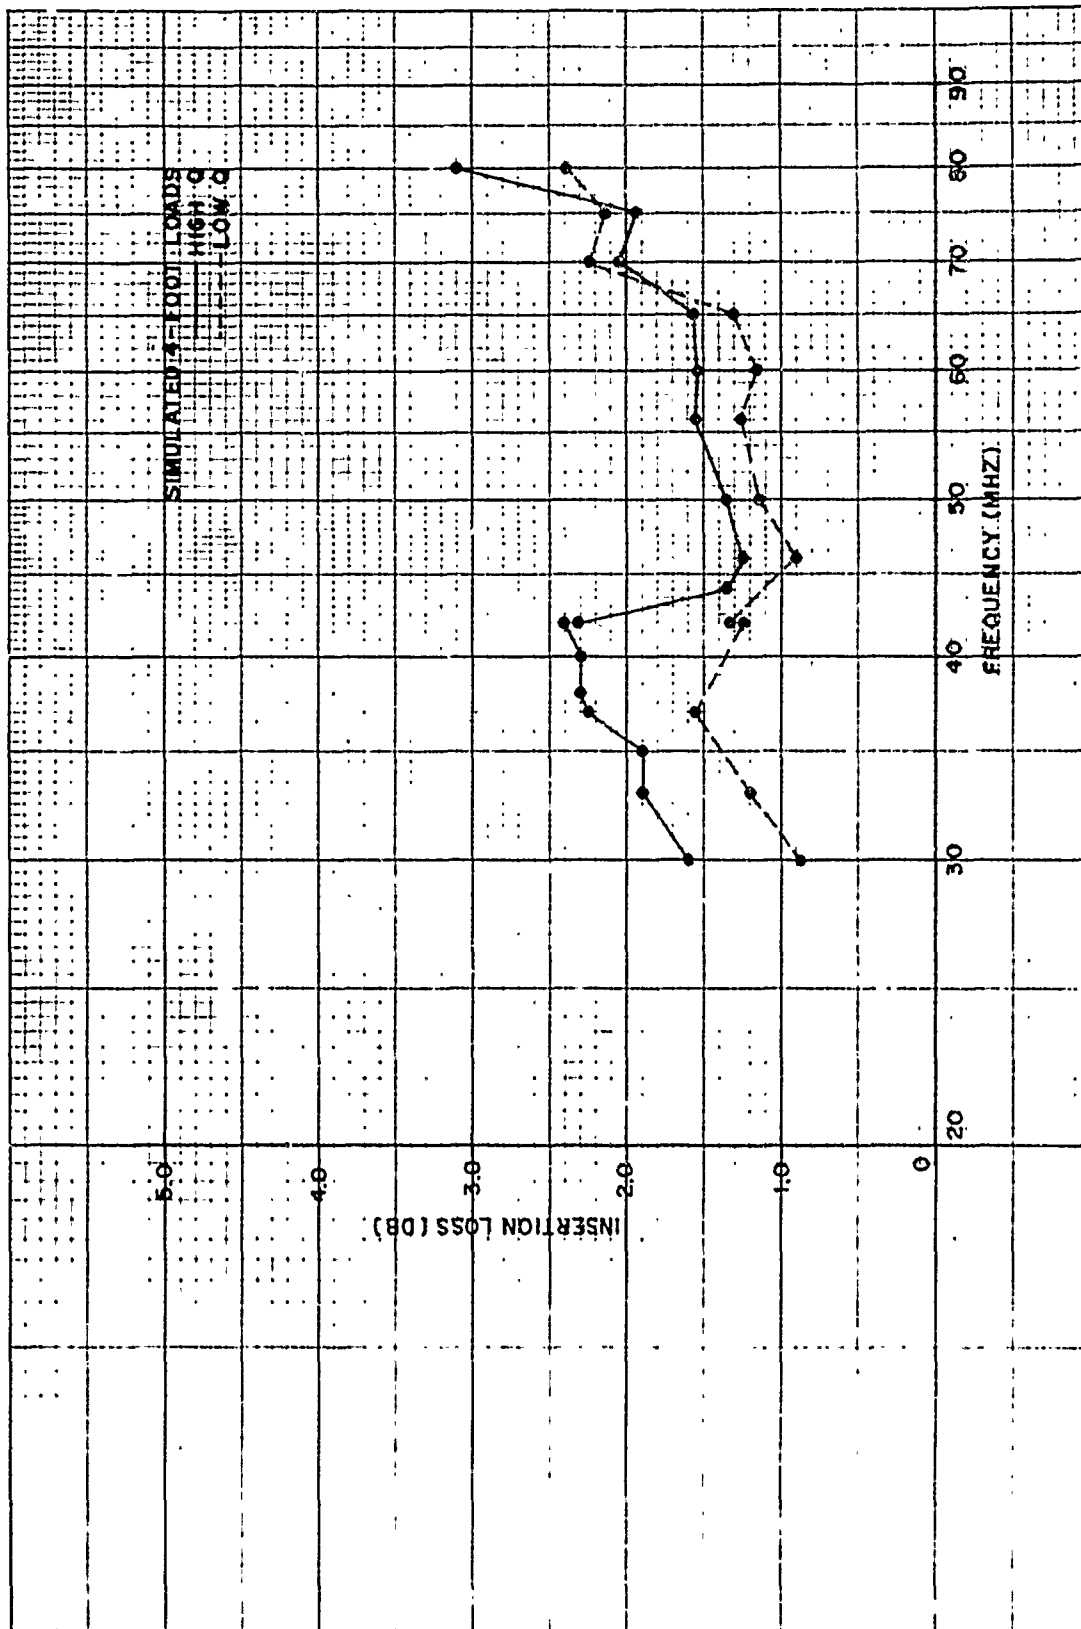 SIMULATED 4-FOOT LOADS
HIGH Q
LOW Q
INSERTION LOSS (DB)
5.0
4.0
3.0
2.0
1.0
0
20
30
40
50
60
70
80
90
FREQUENCY (MHZ)